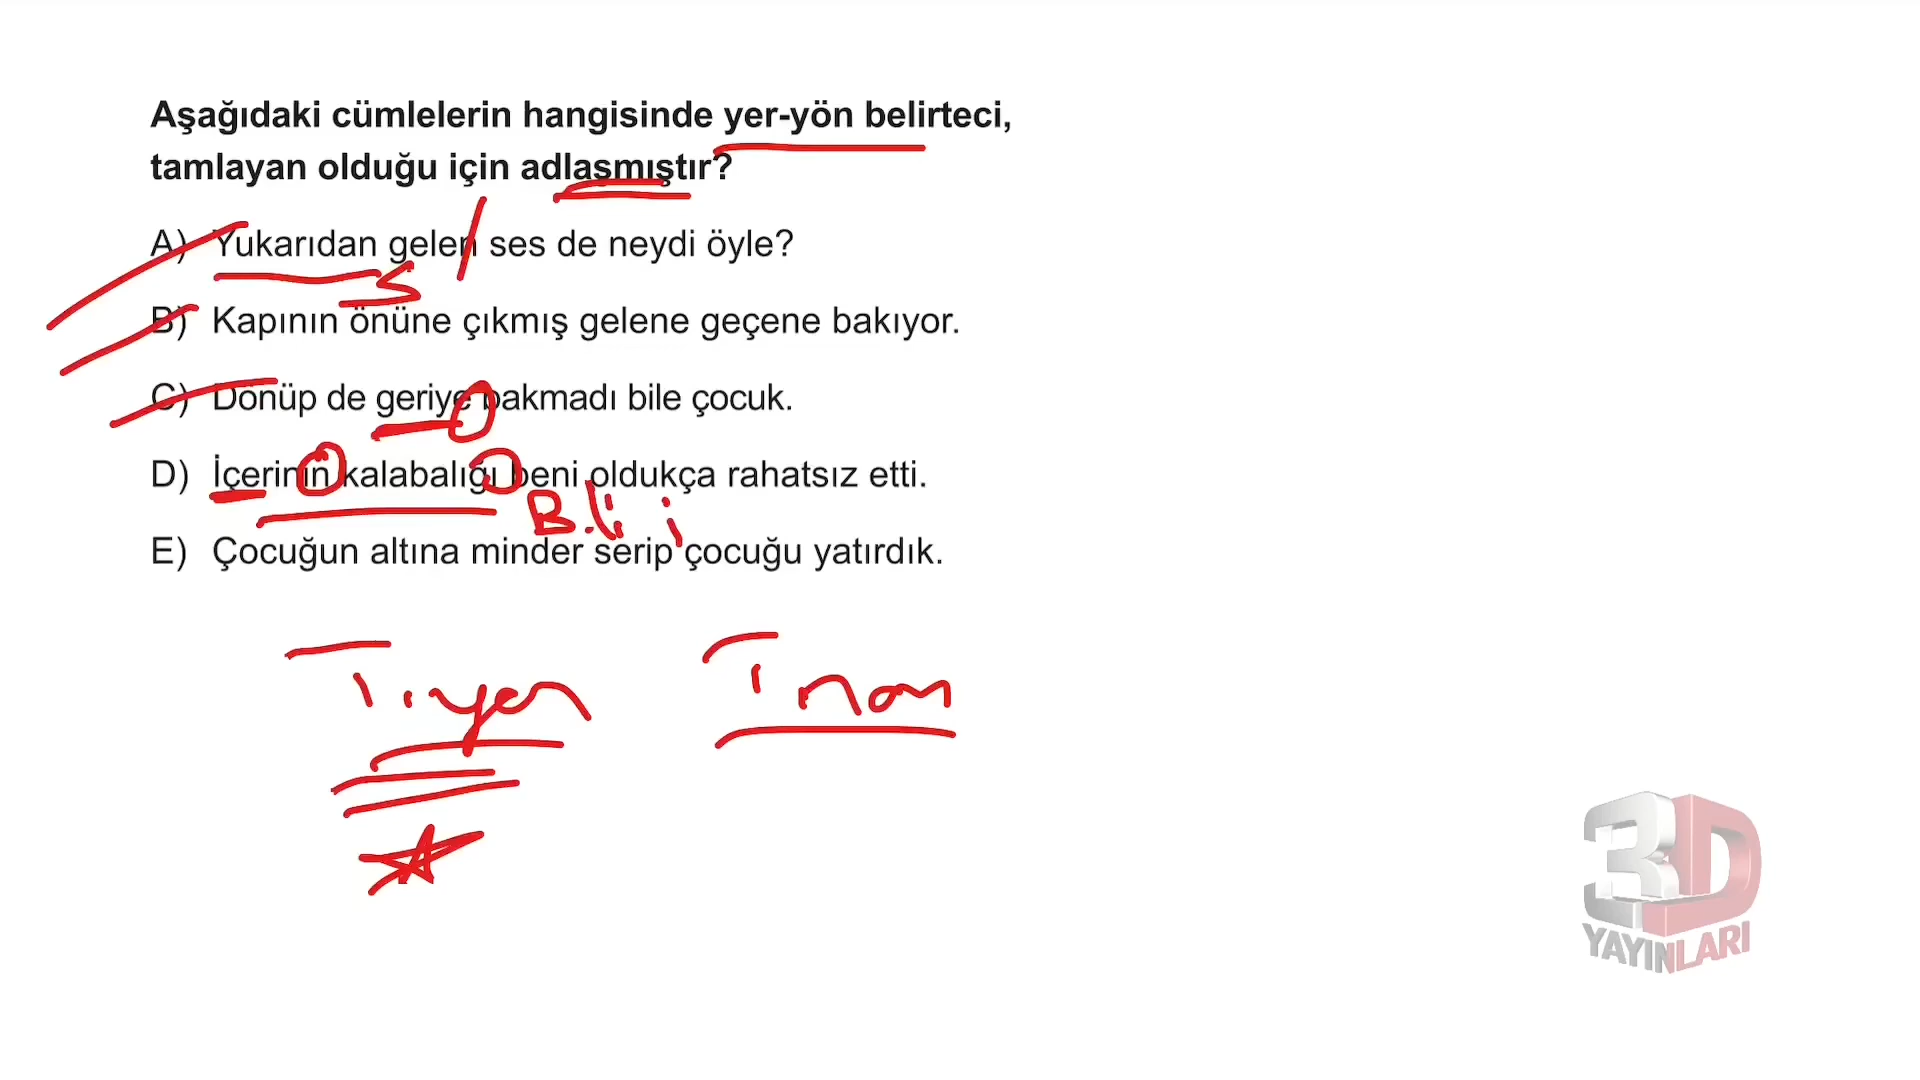 Aşağıdaki cümlelerin hangisinde yer-yön belirteci,
tamlayan olduğu için adlaşmıştır?
A) Yukarıdan gelen ses de neydi öyle?
B) Kapının önüne çıkmış gelene geçene bakıyor.
C) Dönüp de geriye bakmadı bile çocuk.
D) İçerinin kalabalığı beni oldukça rahatsız etti.
B.li i
E) Çocuğun altına minder serip çocuğu yatırdık.
T.yen Tnan
3D
YAYINLARI